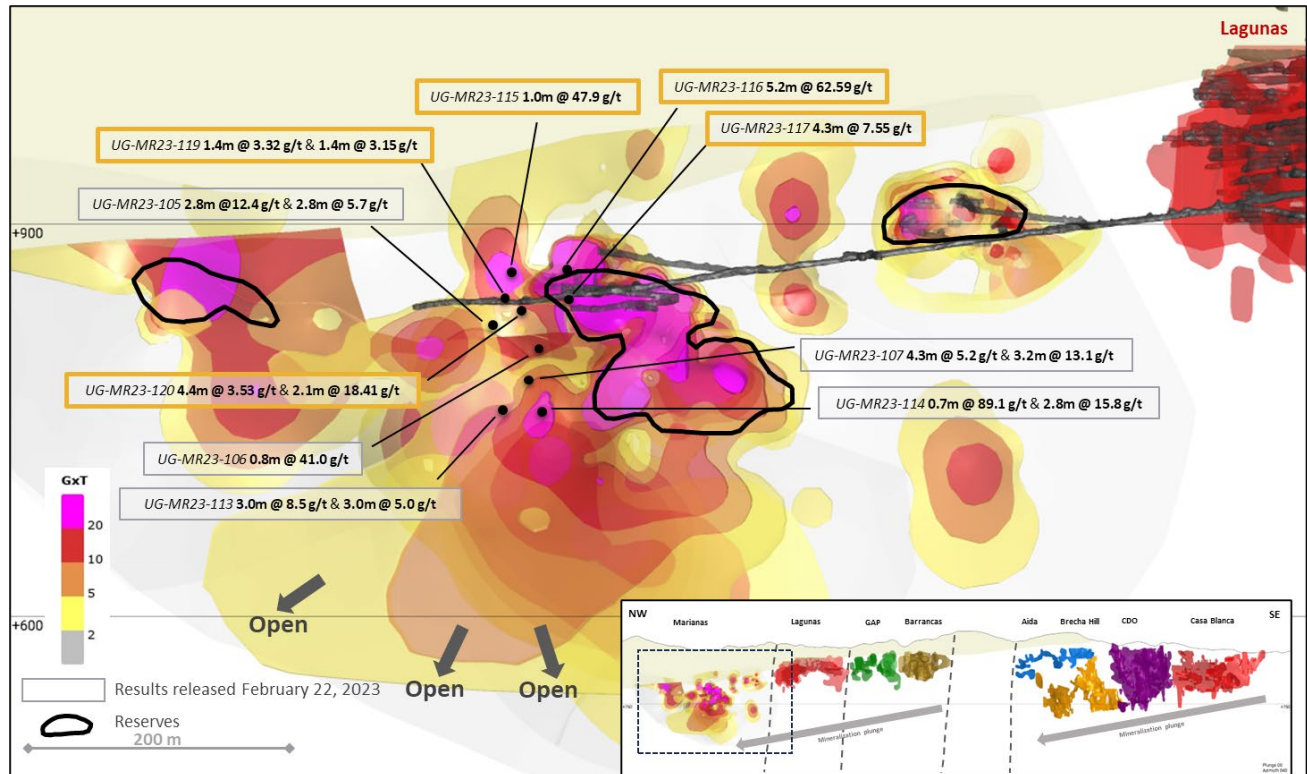 Lagunas
UG-MR23-116 5.2m @ 62.59 g/t
UG-MR23-115 1.0m @ 47.9 g/t
UG-MR23-117 4.3m @ 7.55 g/t
UG-MR23-119 1.4m @ 3.32 g/t & 1.4m @ 3.15 g/t
UG-MR23-105 2.8m @12.4 g/t & 2.8m @ 5.7 g/t
+900
UG-MR23-107 4.3m @ 5.2 g/t & 3.2m @ 13.1 g/t
UG-MR23-120 4.4m @ 3.53 g/t & 2.1m @ 18.41 g/t
UG-MR23-114 0.7m @ 89.1 g/t & 2.8m @ 15.8 g/t
UG-MR23-106 0.8m @ 41.0 g/t
UG-MR23-113 3.0m @ 8.5 g/t & 3.0m @ 5.0 g/t
GxT
20
10
5
2
+600
Open
Open
Open
Results released February 22, 2023
Reserves
200 m
NW
SE
Marianas
Lagunas
GAP
Barrancas
Aida
Brecha Hill
CDO
Casa Blanca
Mineralization plunge
Mineralization plunge